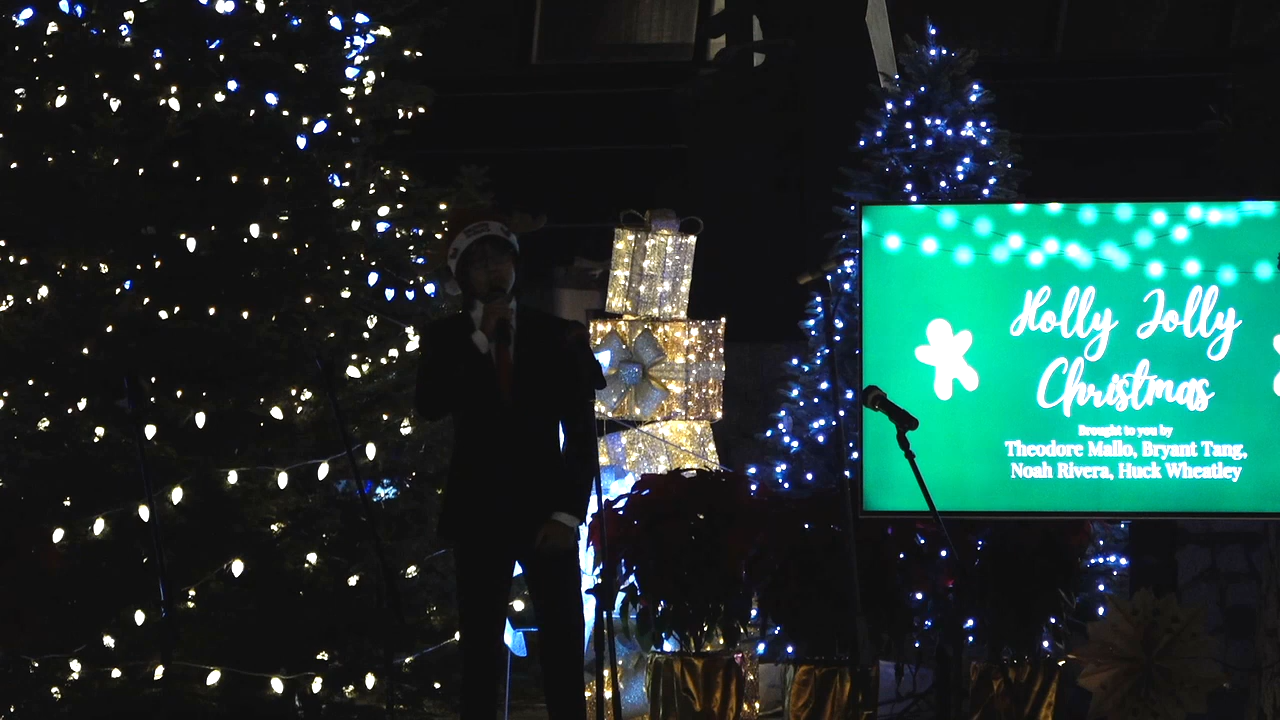 Holly Jolly
Christmas
Brought to you by
Theodore Mallo, Bryant Tang,
Noah Rivera, Huck Wheatley